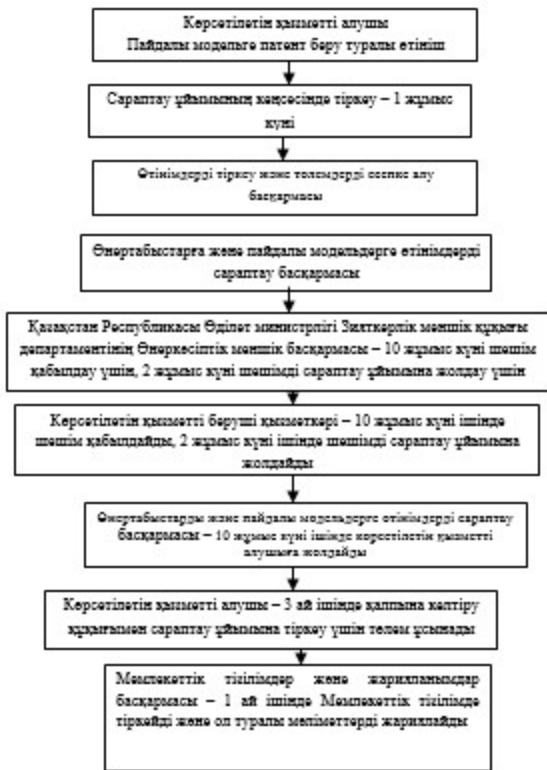 Көрсетілетін қызметті алушы
Пайдалы модельге патент беру туралы өтініш
Сараптау ұйымының кеңсесінде тіркеу – 1 жұмыс
күні
Өтінімдерді тіркеу және төлемдерді есепке алу
басқармасы
Өнертабыстарға және пайдалы модельдерге өтінімдерді
сараптау басқармасы
Қазақстан Республикасы Әділет министрлігі Зияткерлік меншік құқығы
департаментінің Өнеркәсіптік меншік басқармасы – 10 жұмыс күні шешім
қабылдау үшін, 2 жұмыс күні шешімді сараптау ұйымына жолдау үшін
Көрсетілетін қызметті беруші қызметкері – 10 жұмыс күні ішінде
шешім қабылдайды, 2 жұмыс күні ішінде шешімді сараптау ұйымына
жолдайды
Өнертабыстарды және пайдалы модельдерге өтінімдерді сараптау
басқармасы – 10 жұмыс күні ішінде көрсетілетін қызметті
алушыға жолдайды
Көрсетілетін қызметті алушы – 3 ай ішінде қалпына келтіру
құқығымен сараптау ұйымына тіркеу үшін төлем ұсынады
Мемлекеттік тізілімдер және жарияланымдар
басқармасы – 1 ай ішінде Мемлекеттік тізілімде
тіркейді және ол туралы мәліметтерді жариялайды